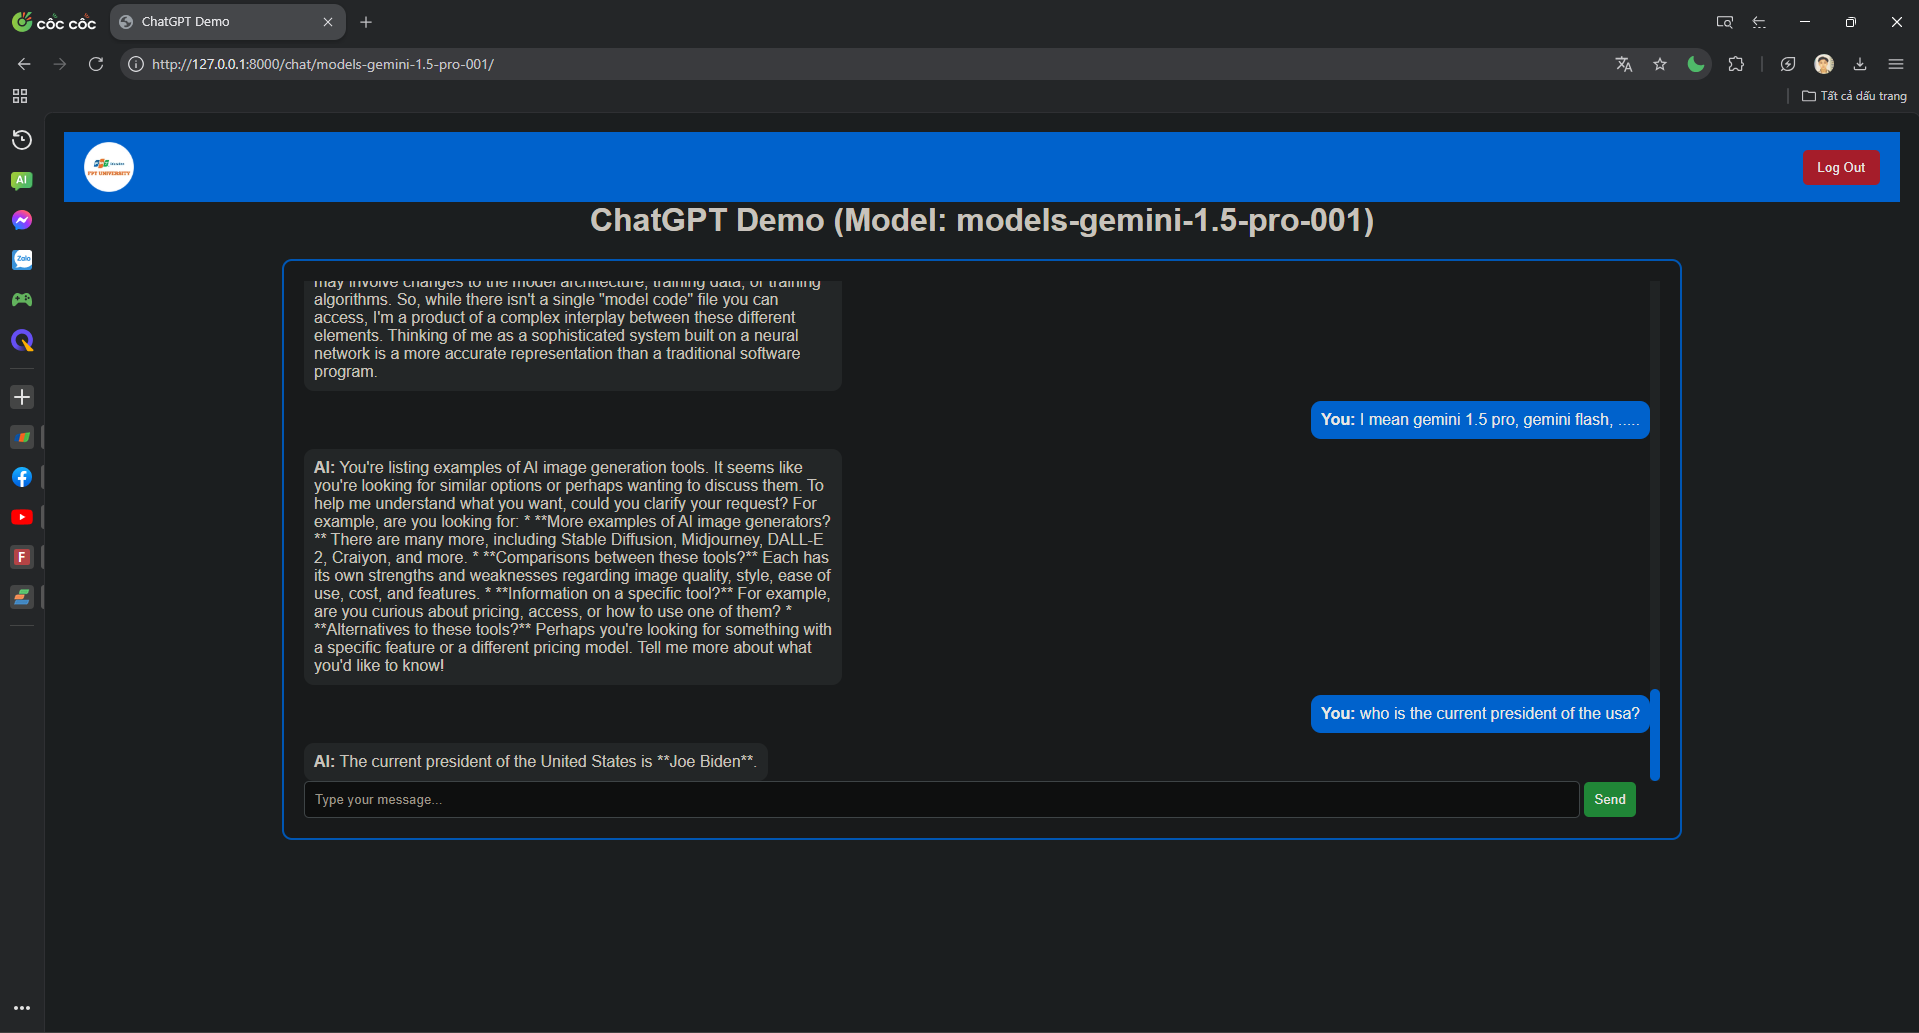 cốc cốc
ChatGPT Demo
http://127.0.0.1:8000/chat/models-gemini-1.5-pro-001/
Tất cả dấu trang
AI
Zalo
F
FPT UNIVERSITY
Log Out
ChatGPT Demo (Model: models-gemini-1.5-pro-001)
may involve changes to the model architecture, training data, or training
algorithms. So, while there isn't a single "model code" file you can
access, I'm a product of a complex interplay between these different
elements. Thinking of me as a sophisticated system built on a neural
network is a more accurate representation than a traditional software
program.
You: I mean gemini 1.5 pro, gemini flash, .....
AI: You're listing examples of AI image generation tools. It seems like
you're looking for similar options or perhaps wanting to discuss them. To
help me understand what you want, could you clarify your request? For
example, are you looking for: * **More examples of AI image generators?
** There are many more, including Stable Diffusion, Midjourney, DALL-E
2, Craiyon, and more. * **Comparisons between these tools?** Each has
its own strengths and weaknesses regarding image quality, style, ease of
use, cost, and features. * **Information on a specific tool?** For example,
are you curious about pricing, access, or how to use one of them? *
**Alternatives to these tools?** Perhaps you're looking for something with
a specific feature or a different pricing model. Tell me more about what
you'd like to know!
You: who is the current president of the usa?
AI: The current president of the United States is **Joe Biden**.
Type your message...
Send